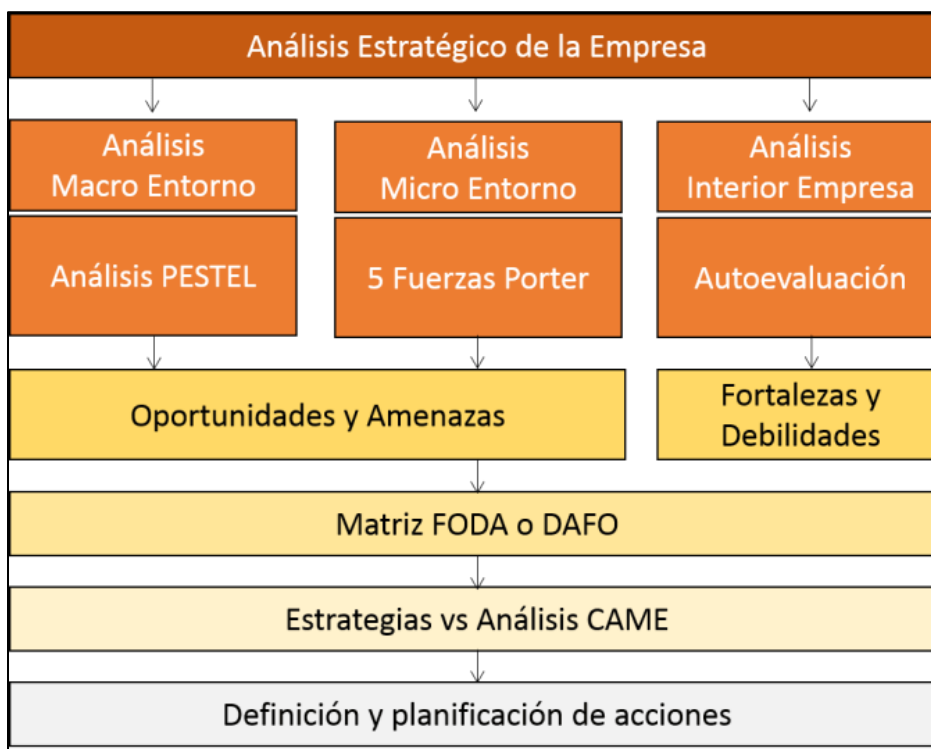 Análisis Estratégico de la Empresa
Análisis
Macro Entorno
Análisis
Micro Entorno
Análisis
Interior Empresa
Análisis PESTEL
5 Fuerzas Porter
Autoevaluación
Oportunidades y Amenazas
Fortalezas y
Debilidades
Matriz FODA o DAFO
Estrategias vs Análisis CAME
Definición y planificación de acciones